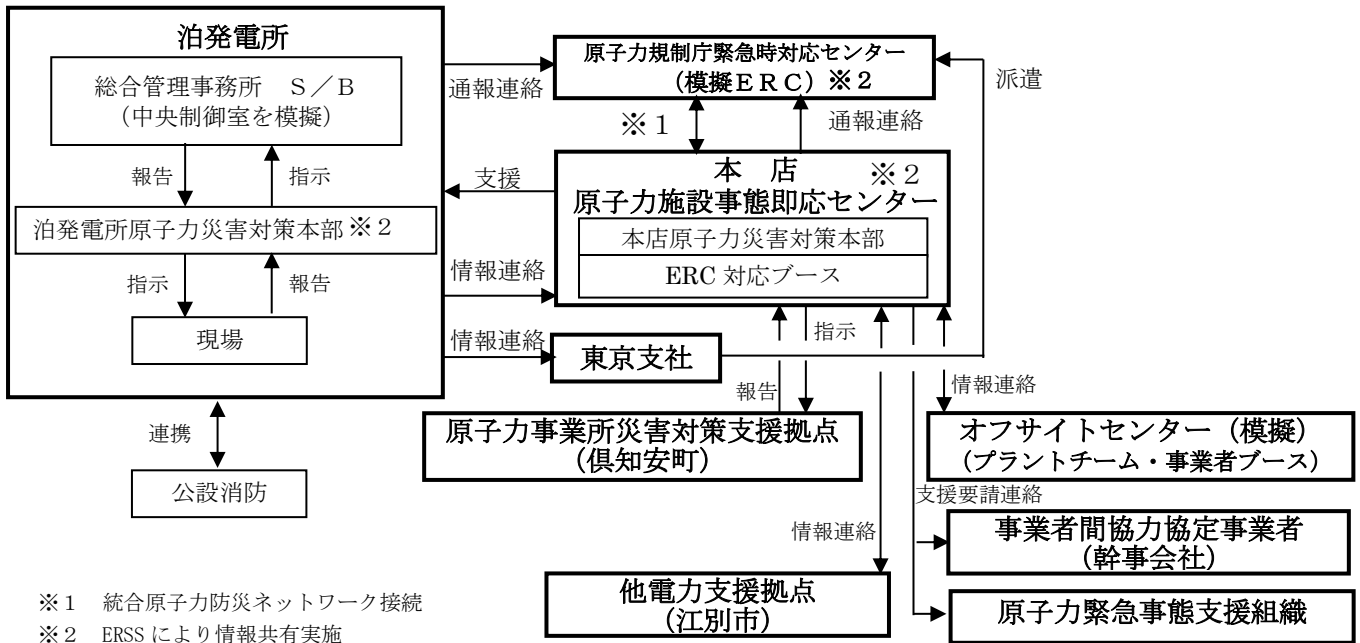 泊発電所
総合管理事務所 S/B
(中央制御室を模擬)
報告
指示
泊発電所原子力災害対策本部※2
指示
報告
現場
連携
公設消防
通報連絡
支援
情報連絡
情報連絡
原子力規制庁緊急時対応センター
(模擬ERC)※2
派遣
※1
通報連絡
本 店 ※2
原子力施設事態即応センター
本店原子力災害対策本部
ERC 対応ブース
東京支社
指示
報告
情報連絡
原子力事業所災害対策支援拠点
(倶知安町)
オフサイトセンター(模擬)
(プラントチーム・事業者ブース)
支援要請連絡
情報連絡
事業者間協力協定事業者
(幹事会社)
他電力支援拠点
(江別市)
原子力緊急事態支援組織
※1 統合原子力防災ネットワーク接続
※2 ERSS により情報共有実施